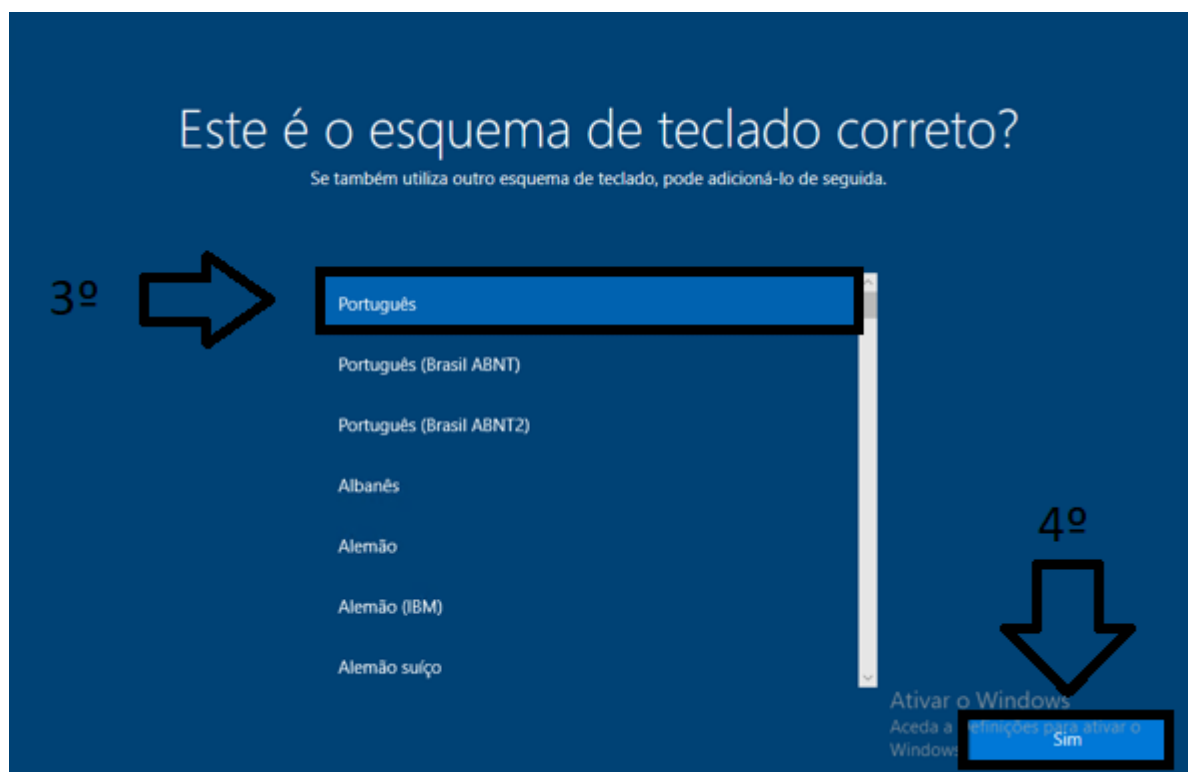 Este é o esquema de teclado correto?
Se também utiliza outro esquema de teclado, pode adicioná-lo de seguida.
3º
Português
Português (Brasil ABNT)
Português (Brasil ABNT2)
Albanês
Alemão
4º
Alemão (IBM)
Alemão suíço
Ativar o Windows
Aceda a Definições para ativar o
Windows.
Sim